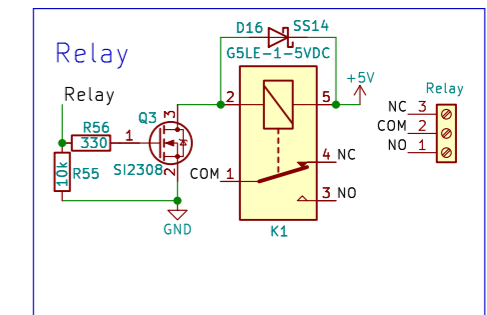 Relay
D16
SS14
G5LE-1-5VDC
+5V
Relay
Relay
2
5
NC 3
Q3
3
COM 2
R56
330
1
NO 1
10k
R55
SI2308
2
4 NC
COM 1
3 NO
GND
K1